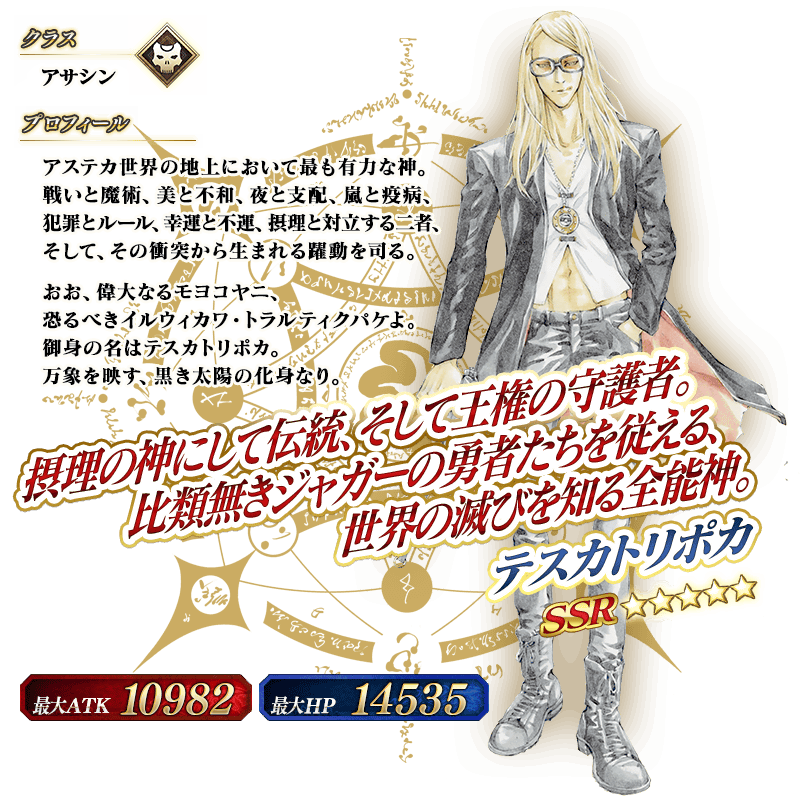 クラス
アサシン
プロフィール
アステカ世界の地上において最も有力な神。
戦いと魔術、美と不和、夜と支配、嵐と疫病、
犯罪とルール、幸運と不運、摂理と対立する二者、
そして、その衝突から生まれる躍動を司る。
おお、偉大なるモヨコヤニ、
恐るべきイルウィカワ・トラルティクパケよ。
御身の名はテスカトリポカ。
万象を映す、黒き太陽の化身なり。
摂理の神にして伝統、そして王権の守護者。
比類無きジャガーの勇者たちを従える、
世界の滅びを知る全能神。
テスカトリポカ
SSR ★★★★★
最大ATK 10982
最大HP 14535